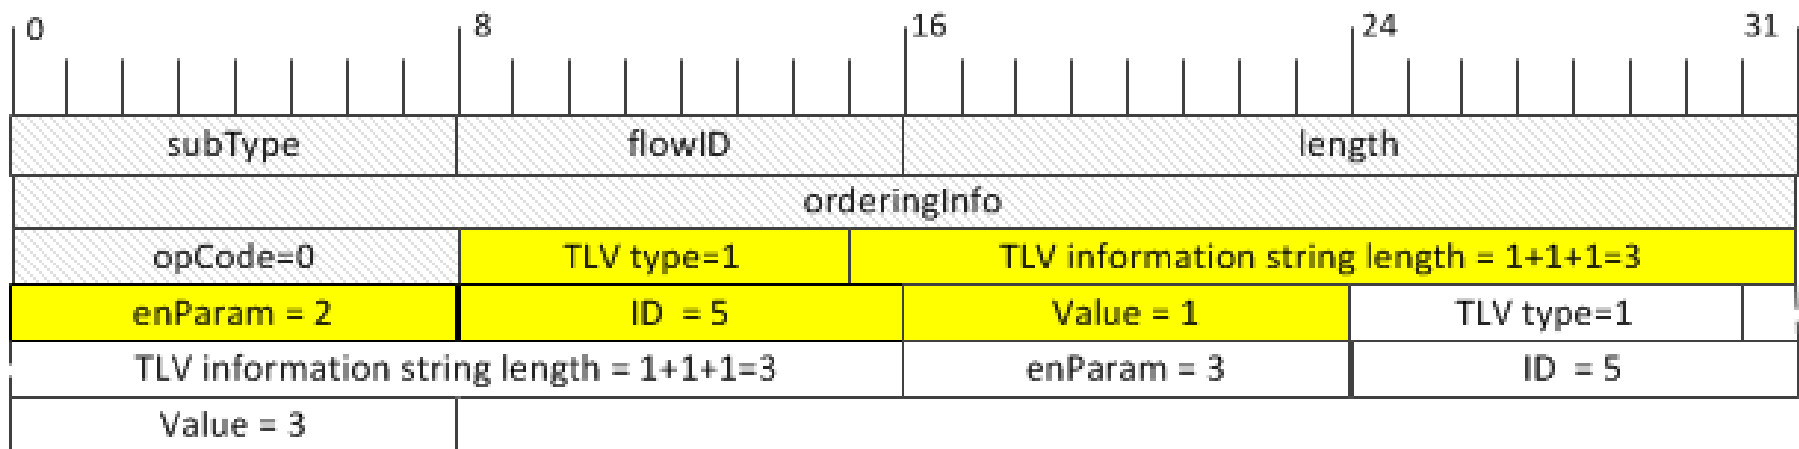 0 8 16 24 31
subType flowID length
orderingInfo
opCode=0 TLV type=1 TLV information string length = 1+1+1=3
enParam = 2 ID = 5 Value = 1 TLV type=1
TLV information string length = 1+1+1=3 enParam = 3 ID = 5
Value = 3